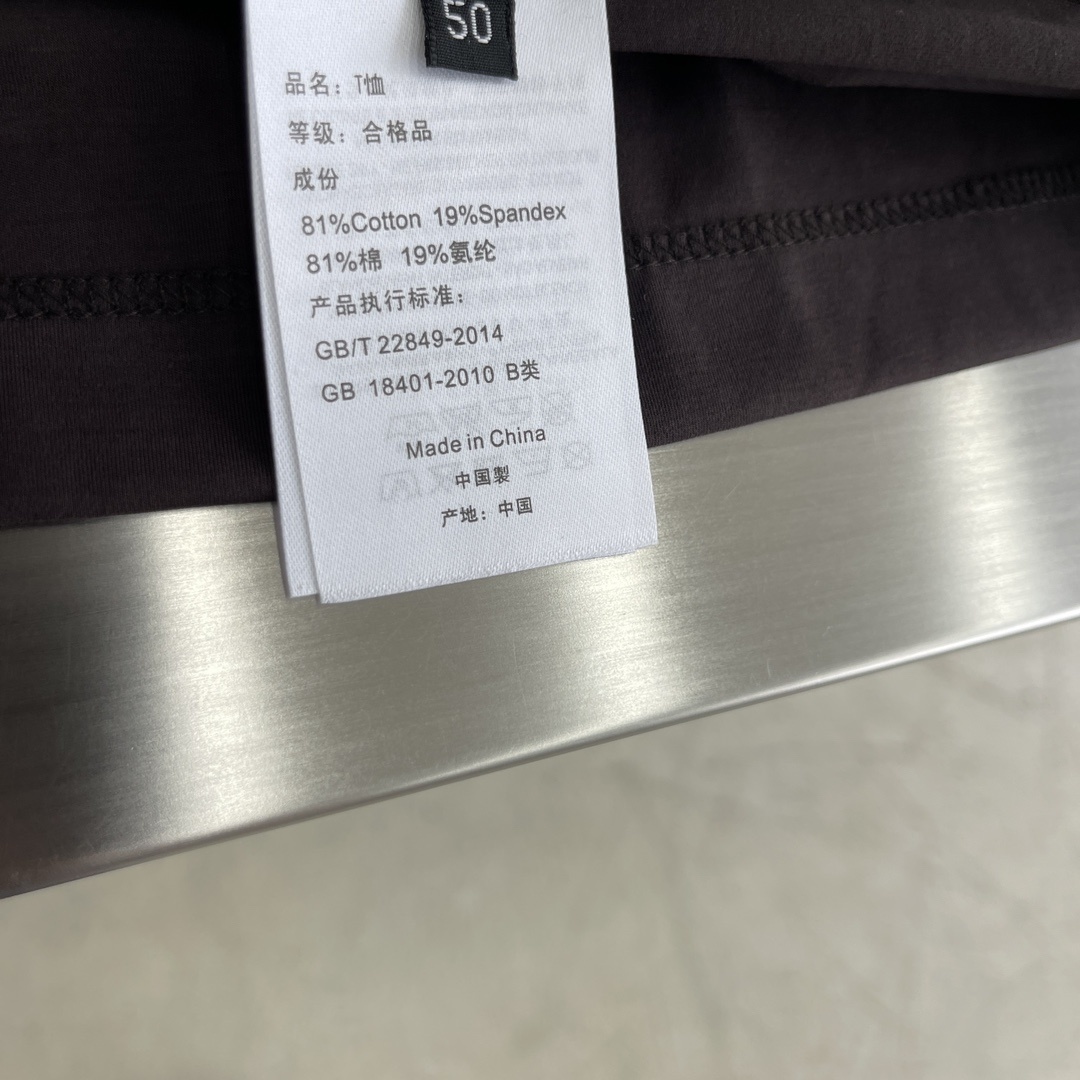 50
品名：T恤
等级：合格品
成份
81%Cotton 19%Spandex
81%棉 19%氨纶
产品执行标准：
GB/T 22849-2014
GB 18401-2010 B类
Made in China
中国製
产地：中国